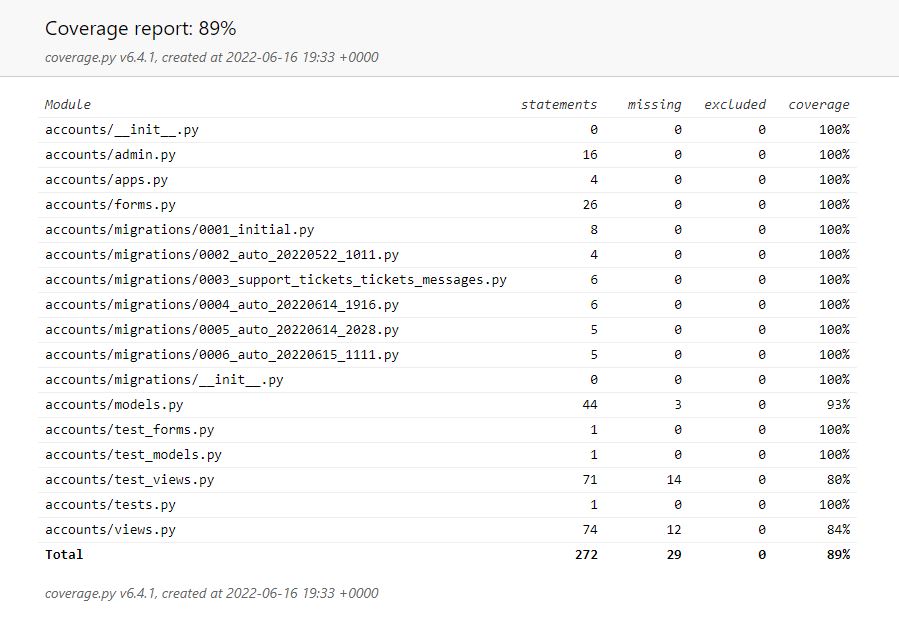 Coverage report: 89%
coverage.py v6.4.1, created at 2022-06-16 19:33 +0000
Module statements missing excluded coverage
accounts/__init__.py 0 0 0 100%
accounts/admin.py 16 0 0 100%
accounts/apps.py 4 0 0 100%
accounts/forms.py 26 0 0 100%
accounts/migrations/0001_initial.py 8 0 0 100%
accounts/migrations/0002_auto_20220522_1011.py 4 0 0 100%
accounts/migrations/0003_support_tickets_tickets_messages.py 6 0 0 100%
accounts/migrations/0004_auto_20220614_1916.py 6 0 0 100%
accounts/migrations/0005_auto_20220614_2028.py 5 0 0 100%
accounts/migrations/0006_auto_20220615_1111.py 5 0 0 100%
accounts/migrations/__init__.py 0 0 0 100%
accounts/models.py 44 3 0 93%
accounts/test_forms.py 1 0 0 100%
accounts/test_models.py 1 0 0 100%
accounts/test_views.py 71 14 0 80%
accounts/tests.py 1 0 0 100%
accounts/views.py 74 12 0 84%
Total 272 29 0 89%
coverage.py v6.4.1, created at 2022-06-16 19:33 +0000